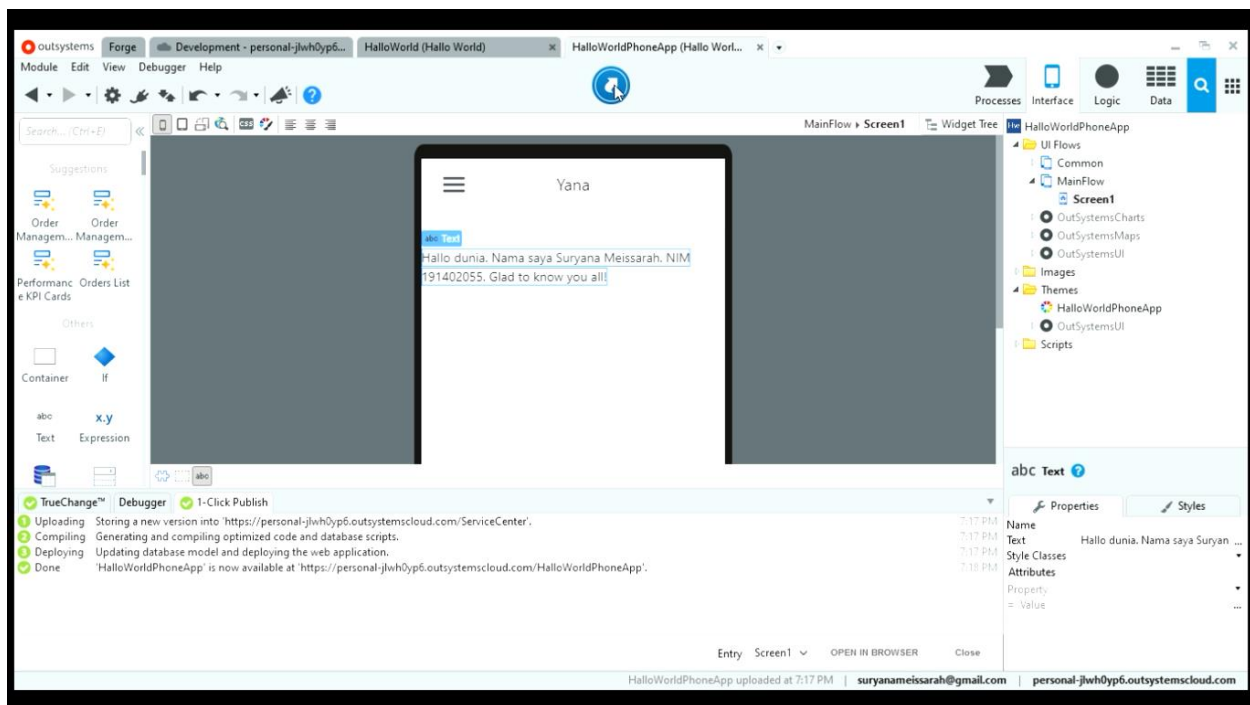 outsystems Forge Development - personal-jlwh0yp6... HalloWorld (Hallo World) HalloWorldPhoneApp (Hallo Worl...
Module Edit View Debugger Help
Processes Interface Logic Data
Search... (Ctrl+E)
CSS
MainFlow Screen1 Widget Tree
Suggestions
Order Managem...
Order Managem...
Performanc e KPI Cards
Orders List
Others
Container If
abc x.y
Text Expression
Yana
abc Text
Hallo dunia. Nama saya Suryana Meissarah. NIM
191402055. Glad to know you all!
abc
HalloWorldPhoneApp
UI Flows
Common
MainFlow
Screen1
OutSystemsCharts
OutSystemsMaps
OutSystemsUI
Images
Themes
HalloWorldPhoneApp
OutSystemsUI
Scripts
abc Text
Properties Styles
Name
Text Hallo dunia. Nama saya Suryan ...
Style Classes
Attributes
Property
= Value ...
TrueChange™ Debugger 1-Click Publish
1 Uploading Storing a new version into 'https://personal-jlwh0yp6.outsystemscloud.com/ServiceCenter'. 7:17 PM
2 Compiling Generating and compiling optimized code and database scripts. 7:17 PM
3 Deploying Updating database model and deploying the web application. 7:17 PM
Done 'HalloWorldPhoneApp' is now available at 'https://personal-jlwh0yp6.outsystemscloud.com/HalloWorldPhoneApp'. 7:18 PM
Entry Screen1 OPEN IN BROWSER Close
HalloWorldPhoneApp uploaded at 7:17 PM | suryanameissarah@gmail.com | personal-jlwh0yp6.outsystemscloud.com